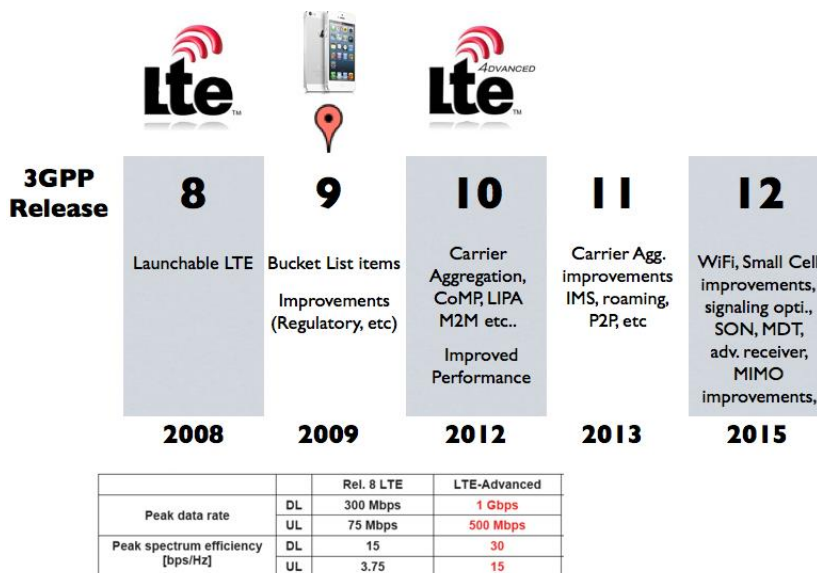 Lte™
Lte™
4DVANCED
3GPP
Release
8
9
10
11
12
Launchable LTE
Bucket List items
Improvements
(Regulatory, etc)
Carrier
Aggregation,
CoMP, LIPA
M2M etc..
Improved
Performance
Carrier Agg.
improvements
IMS, roaming,
P2P, etc
WiFi, Small Cell
improvements,
signaling opti.,
SON, MDT,
adv. receiver,
MIMO
improvements,
2008
2009
2012
2013
2015
Rel. 8 LTE LTE-Advanced
Peak data rate DL 300 Mbps 1 Gbps
UL 75 Mbps 500 Mbps
Peak spectrum efficiency
[bps/Hz] DL 15 30
UL 3.75 15